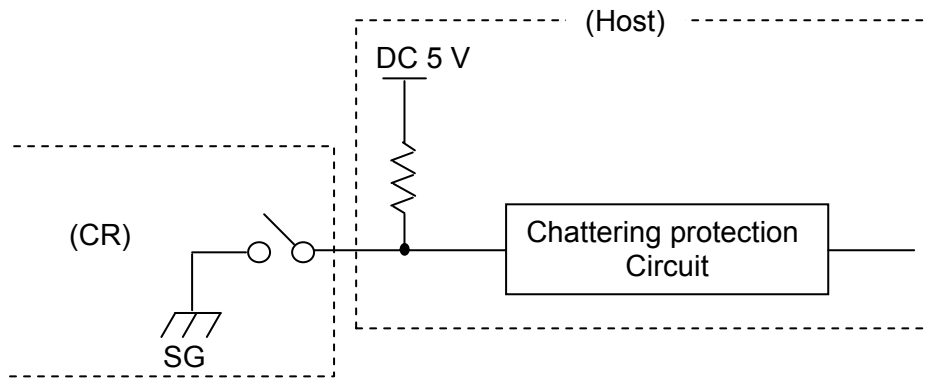 (Host)
DC 5 V
(CR)
Chattering protection
Circuit
SG